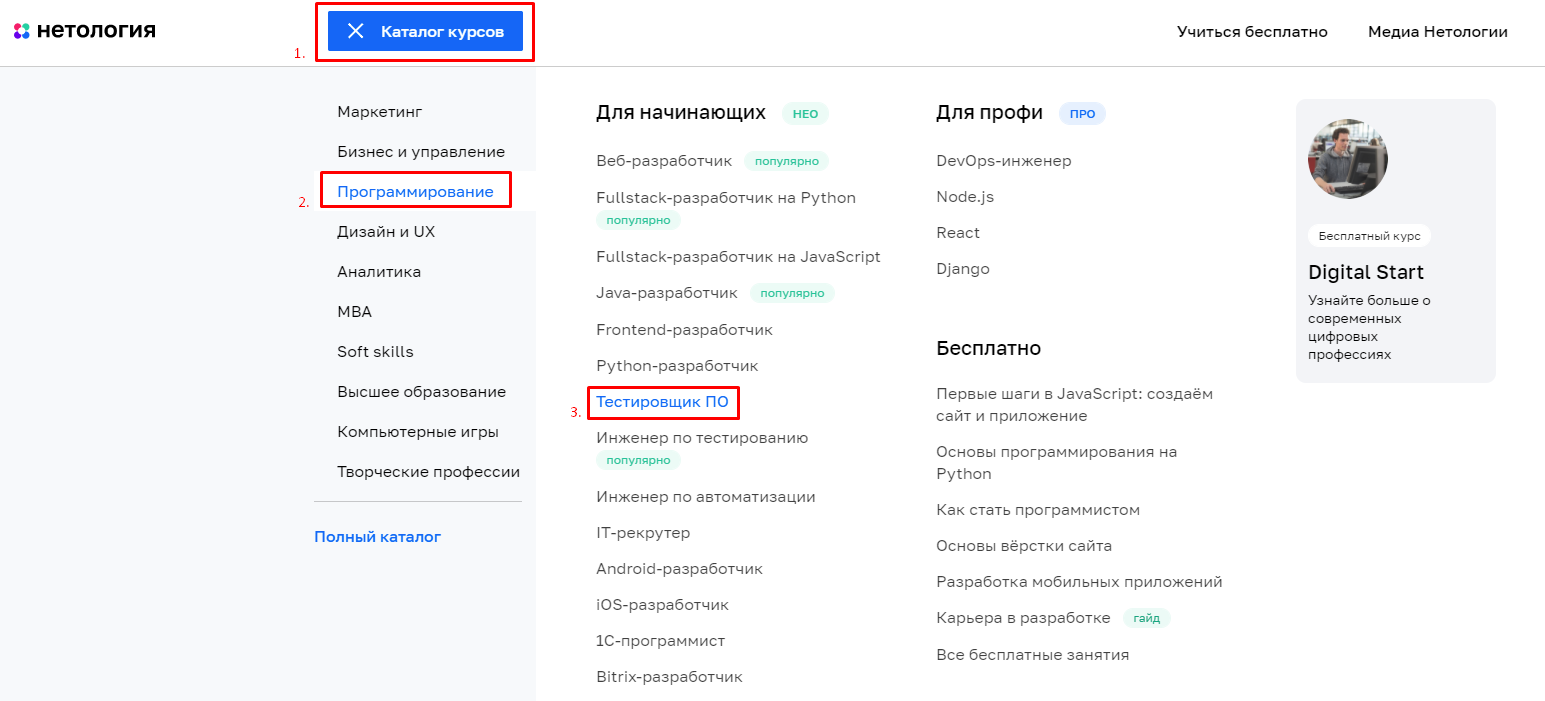 нетология
Каталог курсов
Учиться бесплатно
Медиа Нетологии
1.
Маркетинг
Бизнес и управление
2.
Программирование
Дизайн и UX
Аналитика
MBA
Soft skills
Высшее образование
Компьютерные игры
Творческие профессии
Полный каталог
Для начинающих НЕО
Веб-разработчик популярно
Fullstack-разработчик на Python
популярно
Fullstack-разработчик на JavaScript
Java-разработчик популярно
Frontend-разработчик
Python-разработчик
3.
Тестировщик ПО
Инженер по тестированию
популярно
Инженер по автоматизации
IT-рекрутер
Android-разработчик
iOS-разработчик
1С-программист
Bitrix-разработчик
Для профи ПРО
DevOps-инженер
Node.js
React
Django
Бесплатно
Первые шаги в JavaScript: создаём
сайт и приложение
Основы программирования на
Python
Как стать программистом
Основы вёрстки сайта
Разработка мобильных приложений
Карьера в разработке гайд
Все бесплатные занятия
Бесплатный курс
Digital Start
Узнайте больше о
современных
цифровых
профессиях